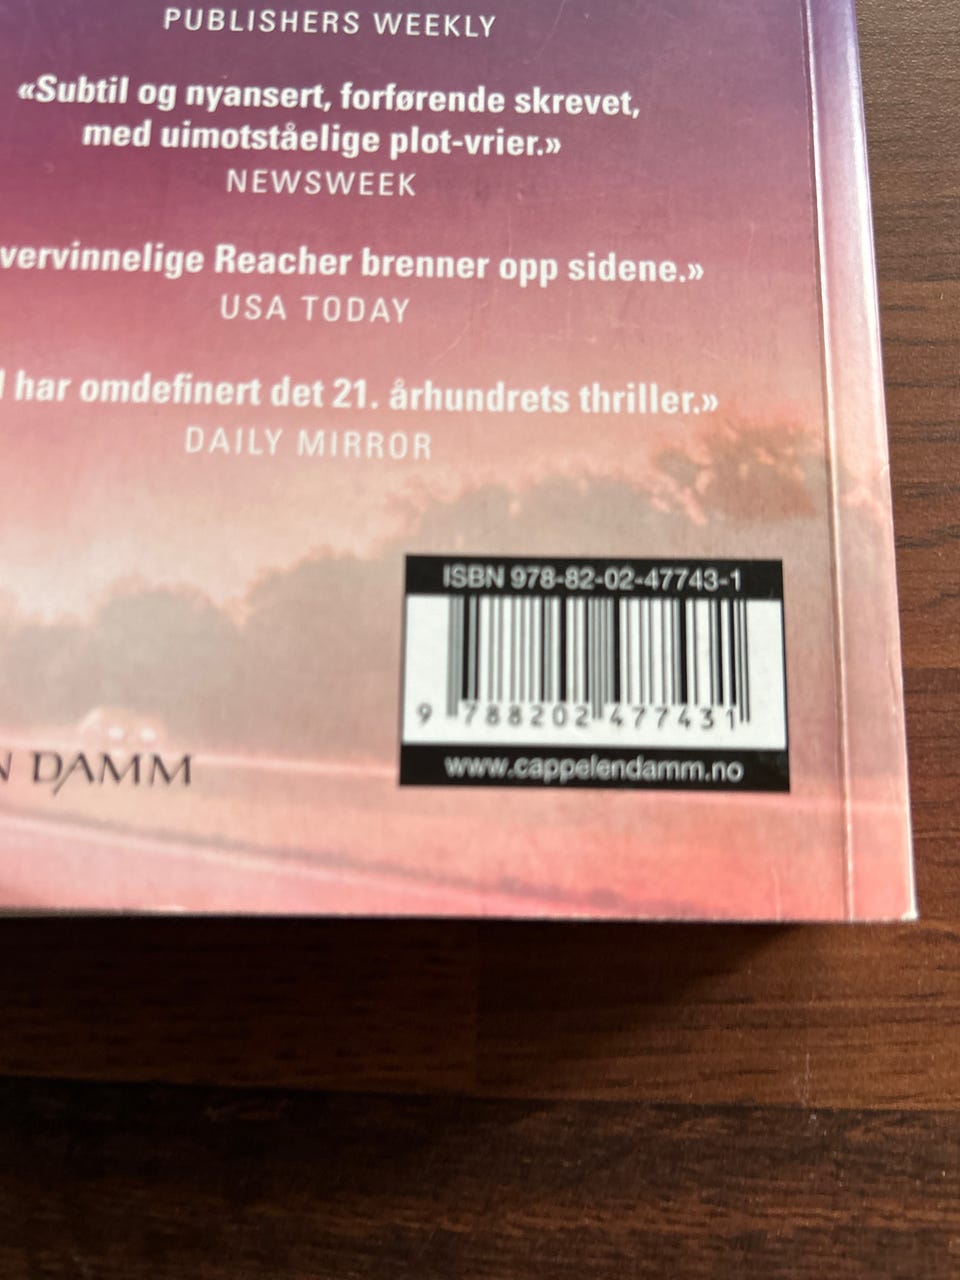 PUBLISHERS WEEKLY
«Subtil og nyansert, forførende skrevet,
med uimotståelige plot-vrier.»
NEWSWEEK
vervinnelige Reacher brenner opp sidene.»
USA TODAY
har omdefinert det 21. århundrets thriller.»
DAILY MIRROR
ISBN 978-82-02-47743-1
9 788202 477431
www.cappelendamm.no
N DAMM